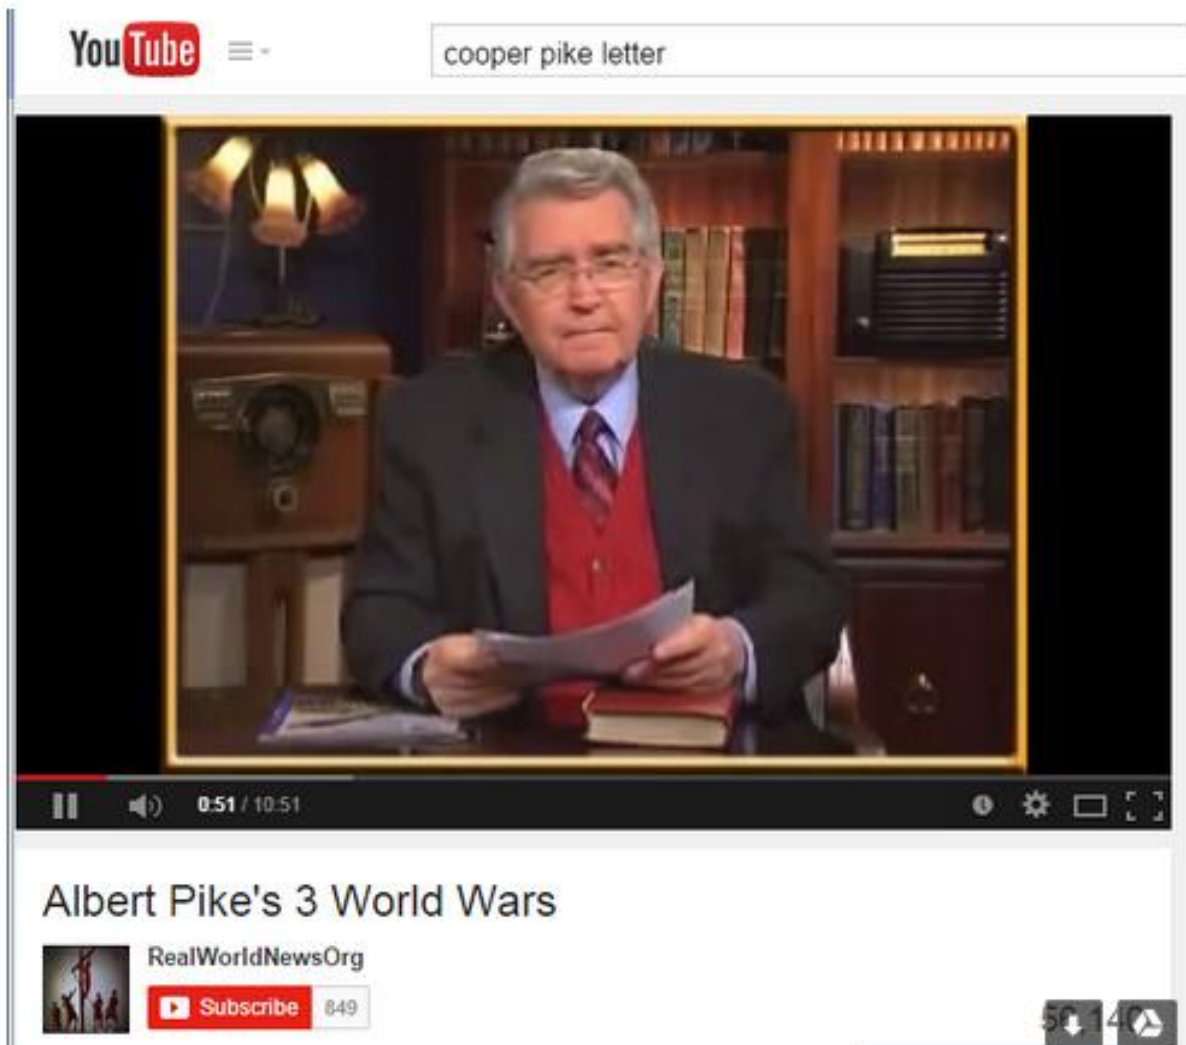 YouTube
cooper pike letter
0:51 / 10:51
Albert Pike's 3 World Wars
RealWorldNewsOrg
Subscribe
849